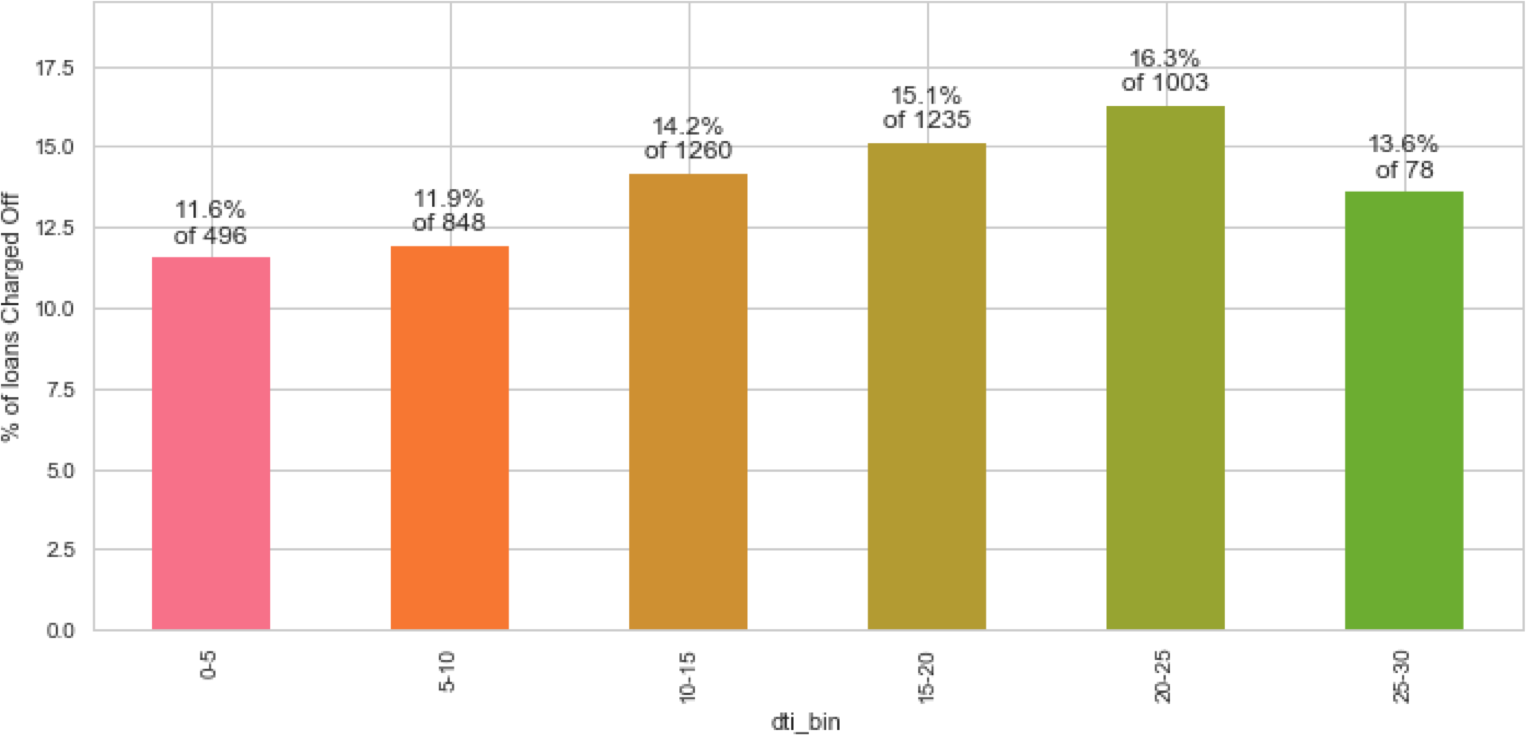 % of loans Charged Off
17.5
15.0
12.5
10.0
7.5
5.0
2.5
0.0
11.6%
of 496
11.9%
of 848
14.2%
of 1260
15.1%
of 1235
16.3%
of 1003
13.6%
of 78
0-5
5-10
10-15
15-20
20-25
25-30
dti_bin